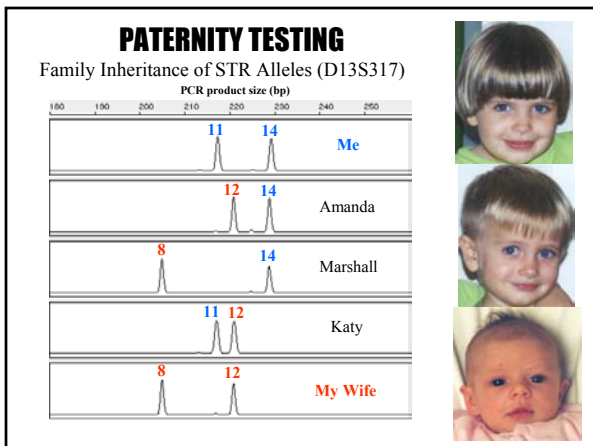 PATERNITY TESTING
Family Inheritance of STR Alleles (D13S317)
PCR product size (bp)
180 190 200 210 220 230 240 250
11 14
Me
12 14
Amanda
8 14
Marshall
11 12
Katy
8 12
My Wife